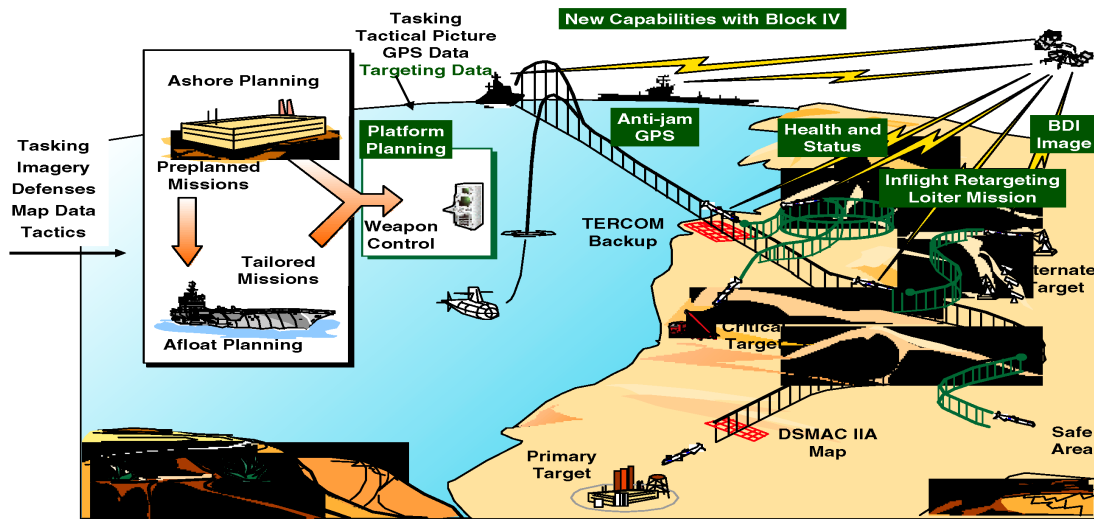 Tasking
Tactical Picture
GPS Data
Targeting Data
New Capabilities with Block IV
Ashore Planning
Preplanned
Missions
Tailored
Missions
Afloat Planning
Tasking
Imagery
Defenses
Map Data
Tactics
Platform
Planning
Weapon
Control
Anti-jam
GPS
Health and
Status
BDI
Image
Inflight Retargeting
Loiter Mission
TERCOM
Backup
Critical
Target
lternate
Target
DSMAC IIA
Map
Primary
Target
Safe
Area